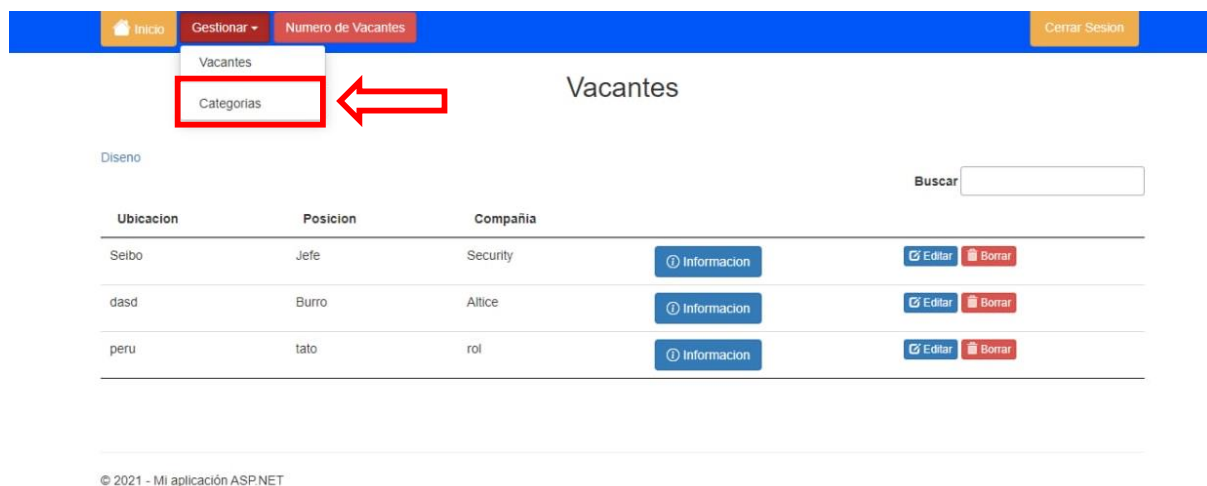 Inicio Gestionar Numero de Vacantes Cerrar Sesion
Vacantes
Categorias
Vacantes
Diseno
Buscar
Ubicacion Posicion Compañia
Seibo Jefe Security Informacion Editar Borrar
dasd Burro Altice Informacion Editar Borrar
peru tato rol Informacion Editar Borrar
© 2021 - Mi aplicación ASP.NET